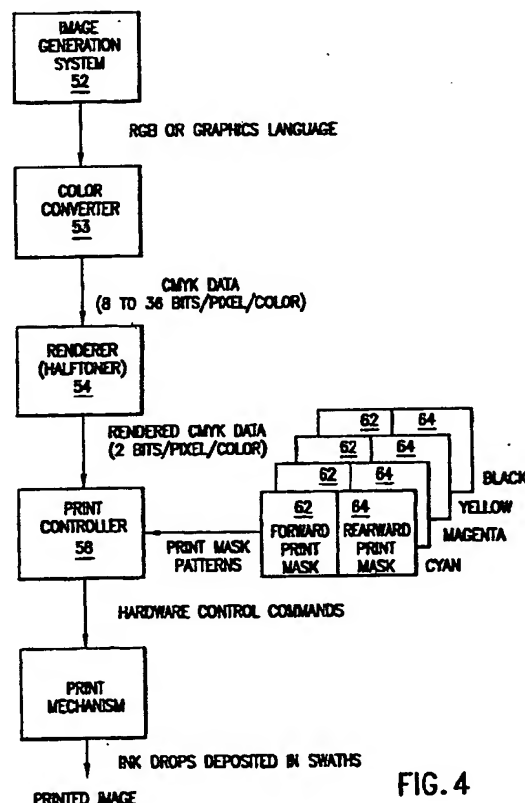 IMAGE
GENERATION
SYSTEM
52
RGB OR GRAPHICS LANGUAGE
COLOR
CONVERTER
53
CMYK DATA
(8 TO 36 BITS/PIXEL/COLOR)
RENDERER
(HALFTONER)
54
RENDERED CMYK DATA
(2 BITS/PIXEL/COLOR)
62 64
BLACK
62 64
YELLOW
62 64
MAGENTA
62 64
FORWARD REARWARD
PRINT PRINT
MASK MASK
CYAN
PRINT MASK
PATTERNS
PRINT
CONTROLLER
58
HARDWARE CONTROL COMMANDS
PRINT
MECHANISM
INK DROPS DEPOSITED IN SWATHS
PRINTED IMAGE
FIG. 4